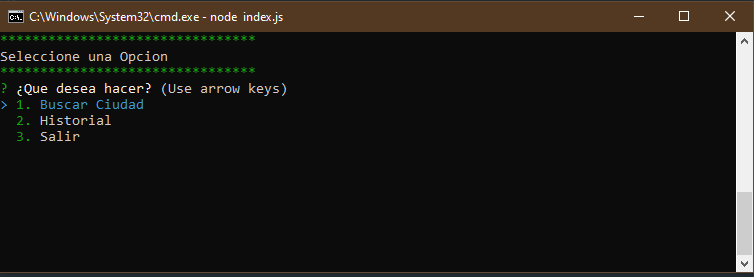 C:\Windows\System32\cmd.exe - node index.js
********************************
Seleccione una Opcion
********************************
? ¿Que desea hacer? (Use arrow keys)
> 1. Buscar Ciudad
2. Historial
3. Salir